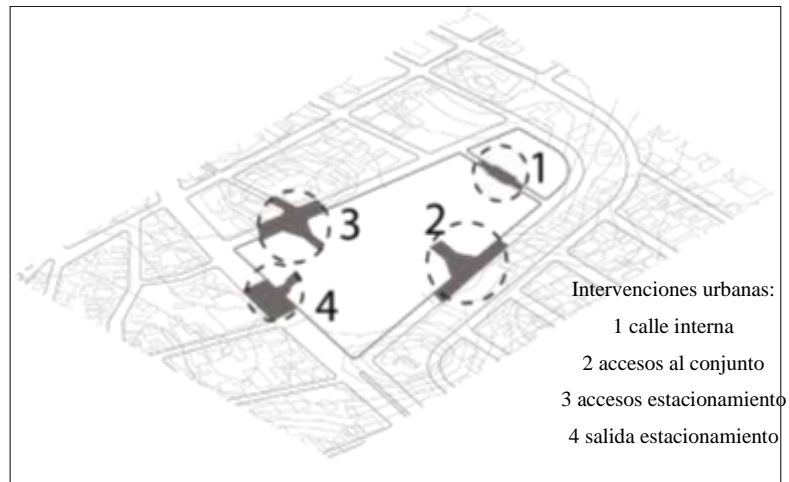 1
2
3
4
Intervenciones urbanas:
1 calle interna
2 accesos al conjunto
3 accesos estacionamiento
4 salida estacionamiento